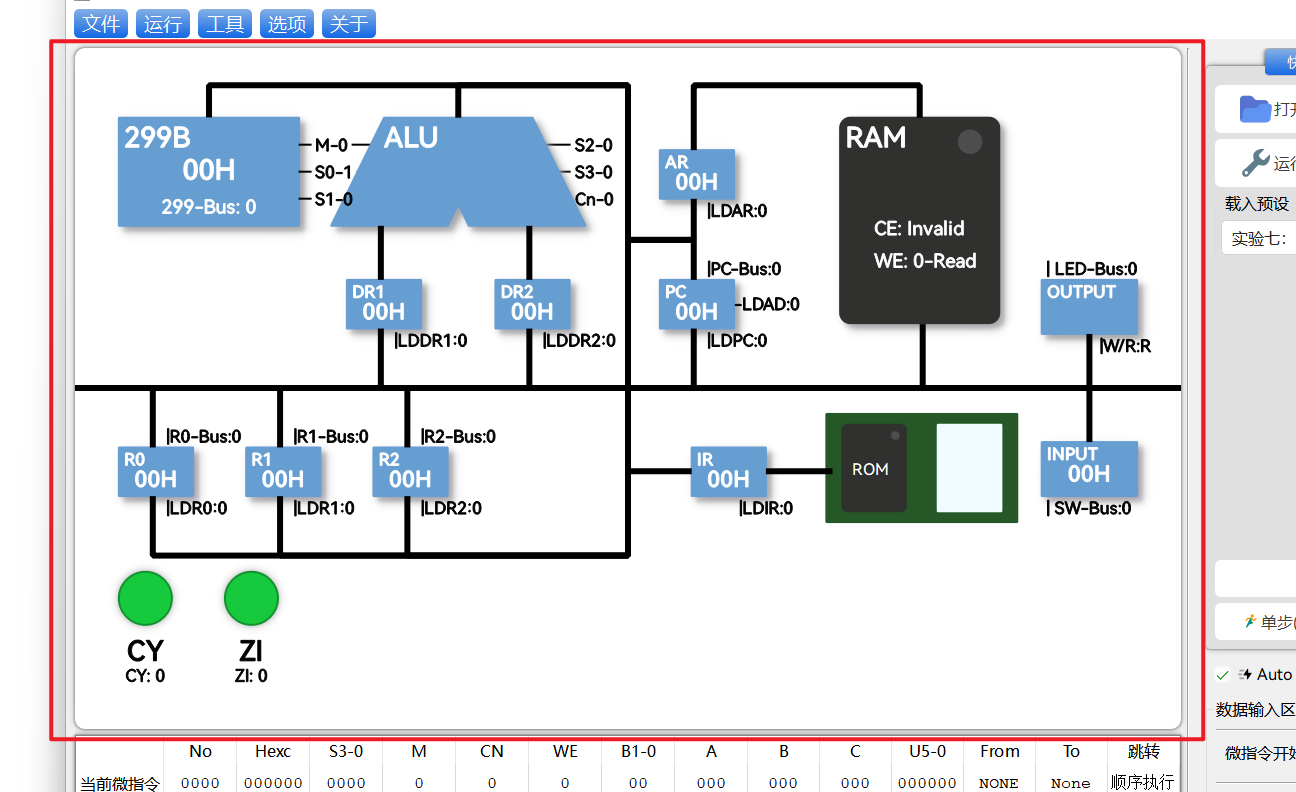 文件 运行 工具 选项 关于
299B
00H
299-Bus: 0
M-0
S0-1
S1-0
ALU
S2-0
S3-0
Cn-0
AR
00H
|LDAR:0
RAM
CE: Invalid
WE: 0-Read
DR1
00H
|LDDR1:0
DR2
00H
|LDDR2:0
|PC-Bus:0
PC
00H
-LDAD:0
|LDPC:0
| LED-Bus:0
OUTPUT
|W/R:R
|R0-Bus:0
R0
00H
|LDR0:0
|R1-Bus:0
R1
00H
|LDR1:0
|R2-Bus:0
R2
00H
|LDR2:0
IR
00H
|LDIR:0
ROM
INPUT
00H
| SW-Bus:0
CY
CY: 0
ZI
ZI: 0
打开
运行
载入预设
实验七:
单步(
Auto
数据输入区
微指令开始
No Hexc S3-0 M CN WE B1-0 A B C U5-0 From To 跳转
当前微指令 0000 000000 0000 0 0 0 00 000 000 000 000000 NONE None 顺序执行